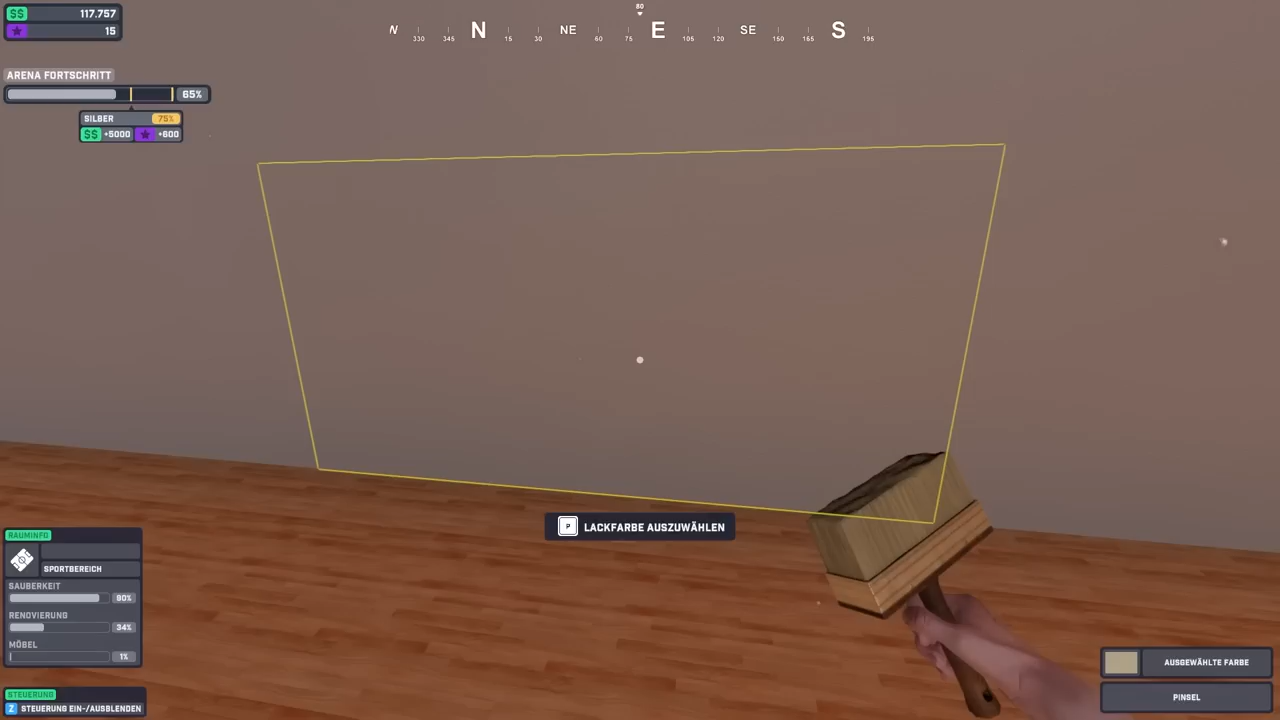 $$ 117.757
15
80
N 330 345 N 15 30 NE 60 75 E 105 120 SE 150 165 S 195
ARENA FORTSCHRITT
65%
SILBER 75%
$$ +5000 +600
P LACKFARBE AUSZUWÄHLEN
RAUMINFO
SPORTBEREICH
SAUBERKEIT
90%
RENOVIERUNG
34%
MÖBEL
1%
STEUERUNG
Z STEUERUNG EIN-/AUSBLENDEN
AUSGEWÄHLTE FARBE
PINSEL